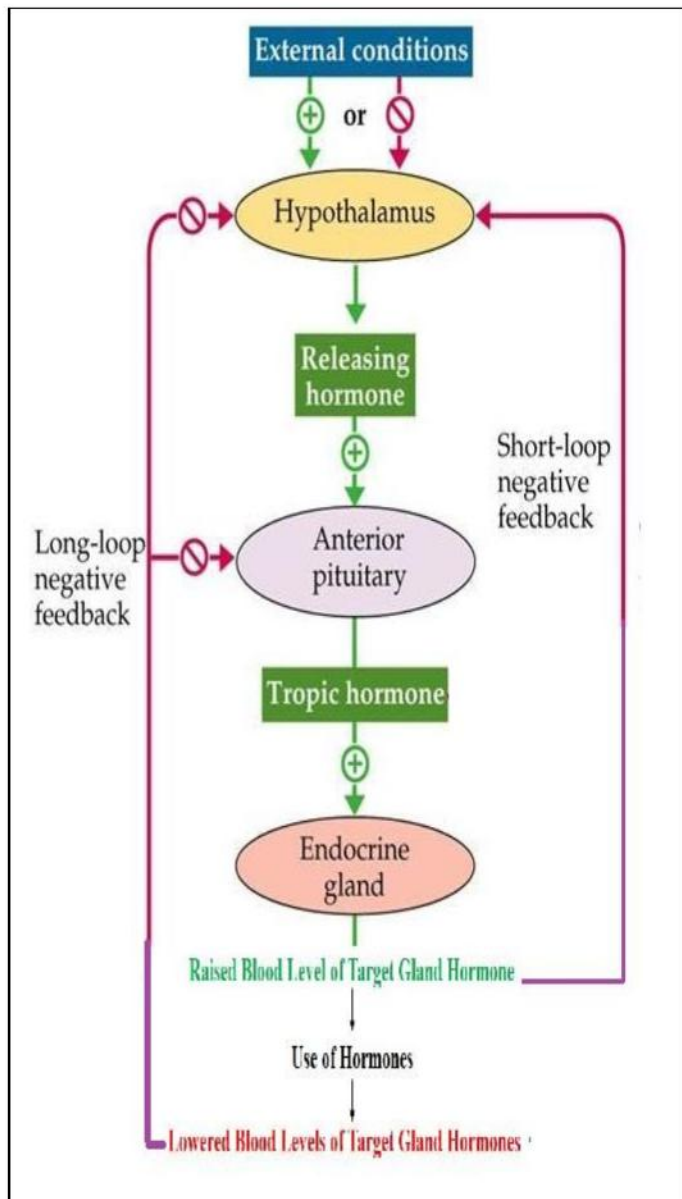 External conditions
or
Hypothalamus
Releasing
hormone
Short-loop
negative
feedback
Long-loop
negative
feedback
Anterior
pituitary
Tropic hormone
Endocrine
gland
Raised Blood Level of Target Gland Hormone
Use of Hormones
Lowered Blood Levels of Target Gland Hormones